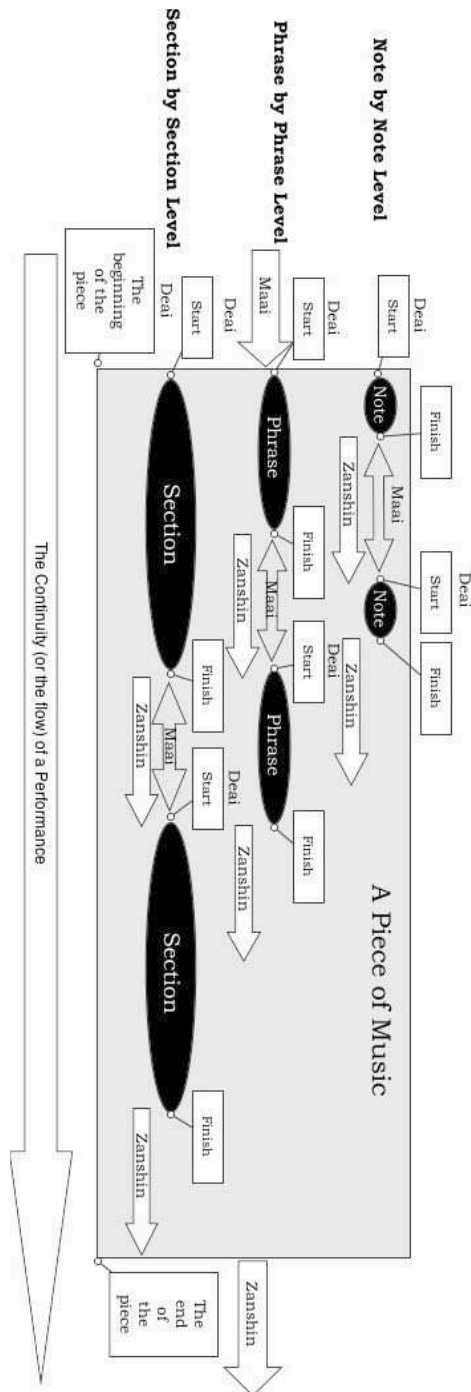 A Piece of Music
Note by Note Level
Deai
Start
Note
Finish
Maai
Zanshin
Deai
Start
Note
Finish
Zanshin
Phrase by Phrase Level
Maai
Deai
Start
Phrase
Finish
Maai
Zanshin
Deai
Start
Phrase
Finish
Zanshin
Section by Section Level
Deai
Start
Section
Finish
Maai
Zanshin
Deai
Start
Section
Finish
Zanshin
Zanshin
Deai
The
beginning
of the
piece
The
end
of
the
piece
The Continuity (or the flow) of a Performance